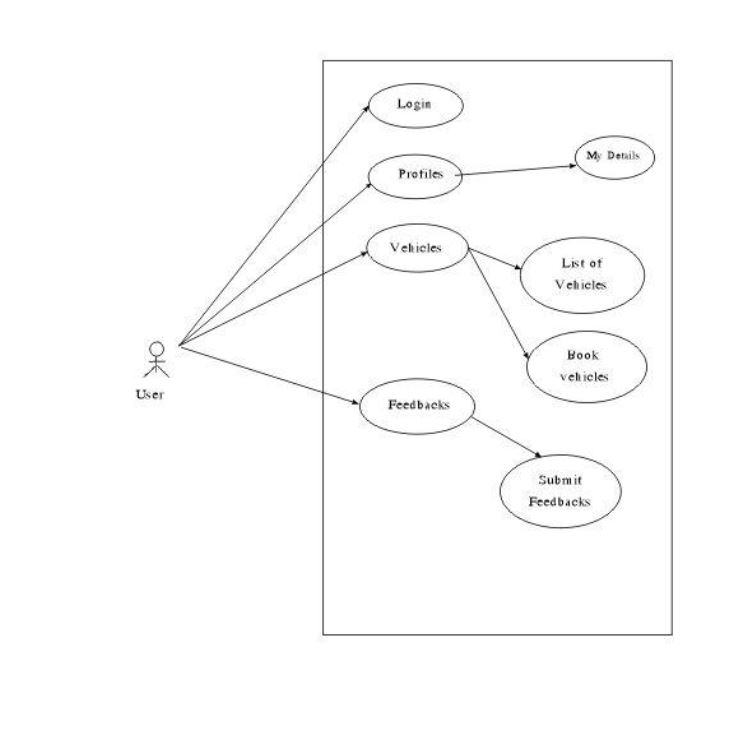 Login
My Details
Profiles
Vehicles
List of
Vehicles
Book
vehicles
User
Feedbacks
Submit
Feedbacks